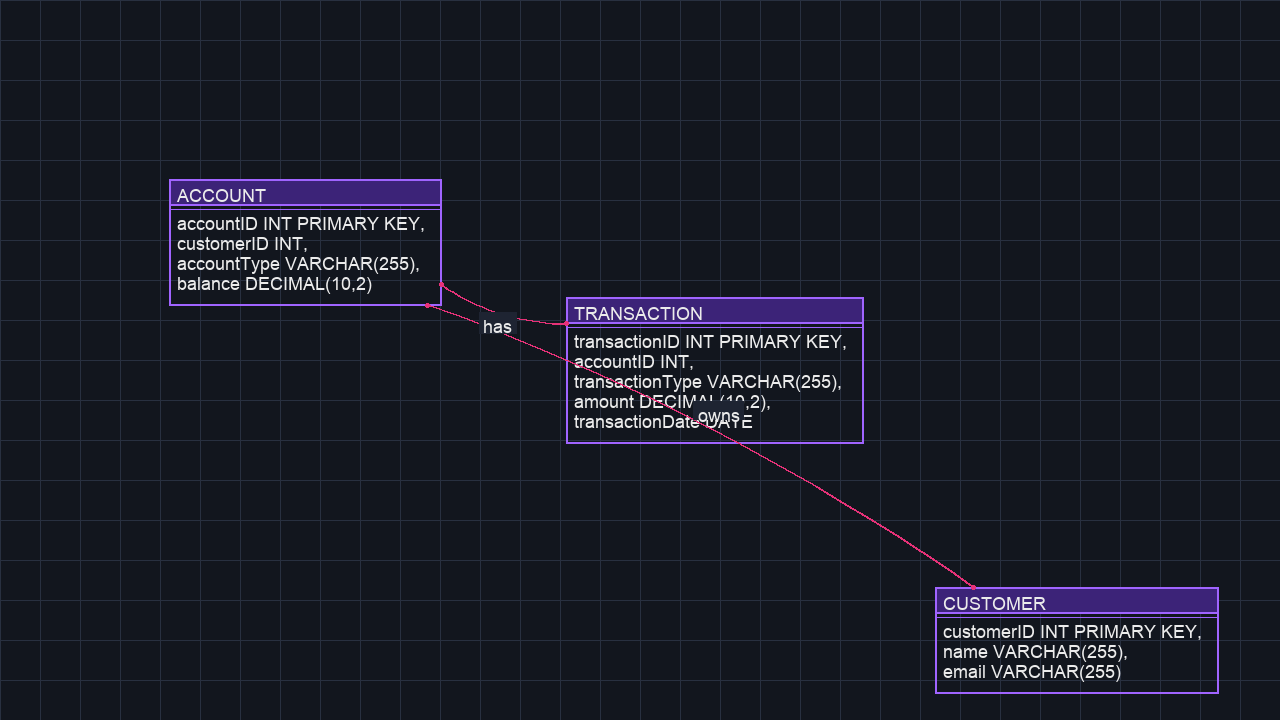 ACCOUNT
accountID INT PRIMARY KEY,
customerID INT,
accountType VARCHAR(255),
balance DECIMAL(10,2)
has
TRANSACTION
transactionID INT PRIMARY KEY,
accountID INT,
transactionType VARCHAR(255),
amount DECIMAL(10,2),
owns
transactionDate DATE
CUSTOMER
customerID INT PRIMARY KEY,
name VARCHAR(255),
email VARCHAR(255)